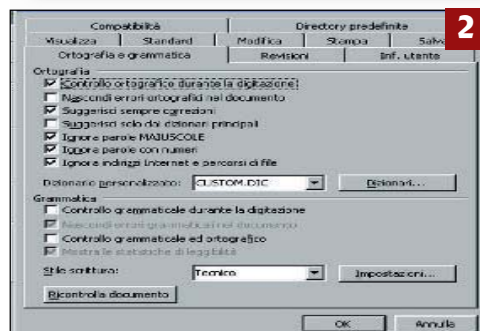 2
Compatibilità Directory predefinite
Visualizza Standard Modifica Stampa Salva
Ortografia e grammatica Revisioni Inf. utente
Ortografia
Controllo ortografico durante la digitazione
Nascondi errori ortografici nel documento
Suggerisci sempre correzioni
Suggerisci solo dai dizionari principali
Ignora parole MAIUSCOLE
Ignora parole con numeri
Ignora indirizzi Internet e percorsi di file
Dizionario personalizzato: CUSTOM.DIC Dizionari...
Grammatica
Controllo grammaticale durante la digitazione
Nascondi errori grammaticali nel documento
Controllo grammaticale ed ortografico
Mostra le statistiche di leggibilità
Stile scrittura: Tecnico Impostazioni...
Ricontrolla documento
OK Annulla